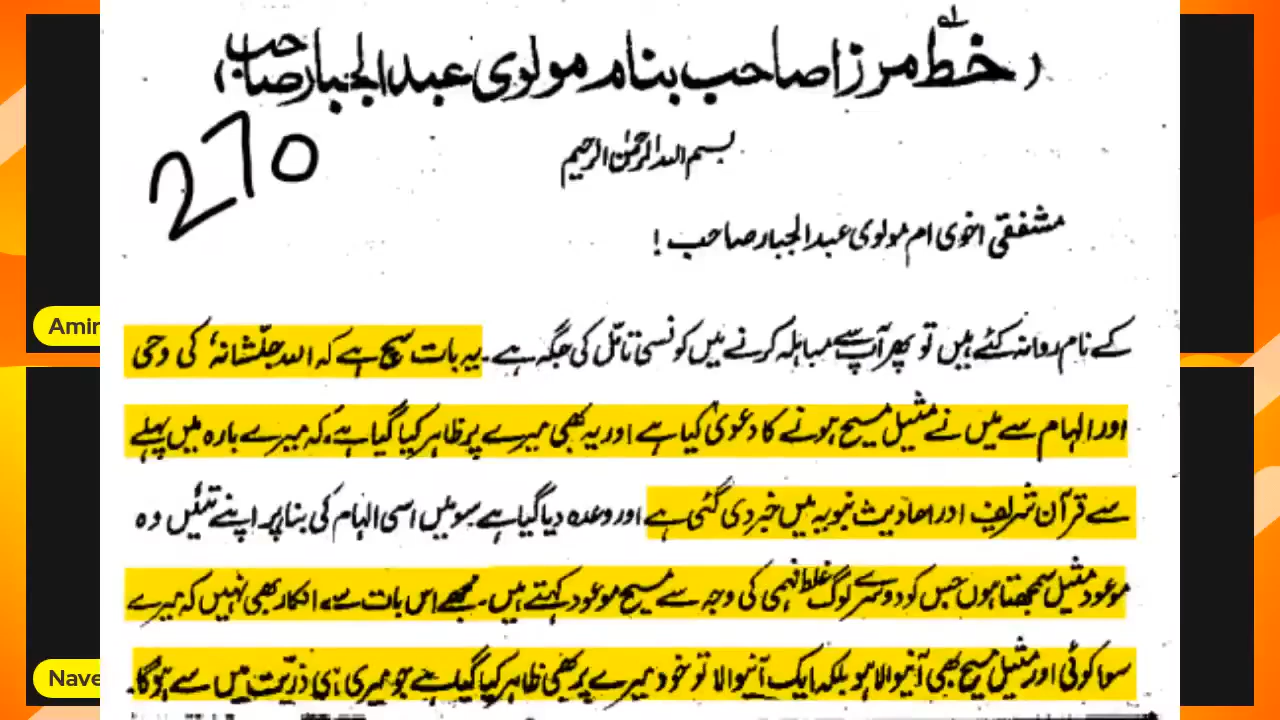 (خط مرزا صاحب بنام مولوی عبدالجبار صاحب)
270
بسم اللہ الرحمٰن الرحیم
مشفقی اخوی ام مولوی عبدالجبار صاحب!
کے نام روانہ کئے ہیں تو پھر آپ سے مباہلہ کرنے میں کونسی تامّل کی جگہ ہے۔ یہ بات سچ ہے کہ اللہ جلّشانہٗ کی وحی
اور الہام سے میں نے مثیل مسیح ہونے کا دعویٰ کیا ہے اور یہ بھی میرے پر ظاہر کیا گیا ہے، کہ میرے بارہ میں پہلے
سے قرآن شریف اور احادیث نبویہ میں خبر دی گئی ہے اور وعدہ دیا گیا ہے سو میں اسی الہام کی بنا پر اپنے تئیں وہ
موعود مثیل سمجھتا ہوں جس کو دوسرے لوگ غلط فہمی کی وجہ سے مسیح موعود کہتے ہیں۔ مجھے اس بات سے انکار بھی نہیں کہ میرے
سوا کوئی اور مثیل مسیح بھی آنیوالا ہو بلکہ ایک آنیوالا تو خود میرے پر بھی ظاہر کیا گیا ہے جو میری ہی ذریّت میں سے ہوگا۔
Amir
Nave